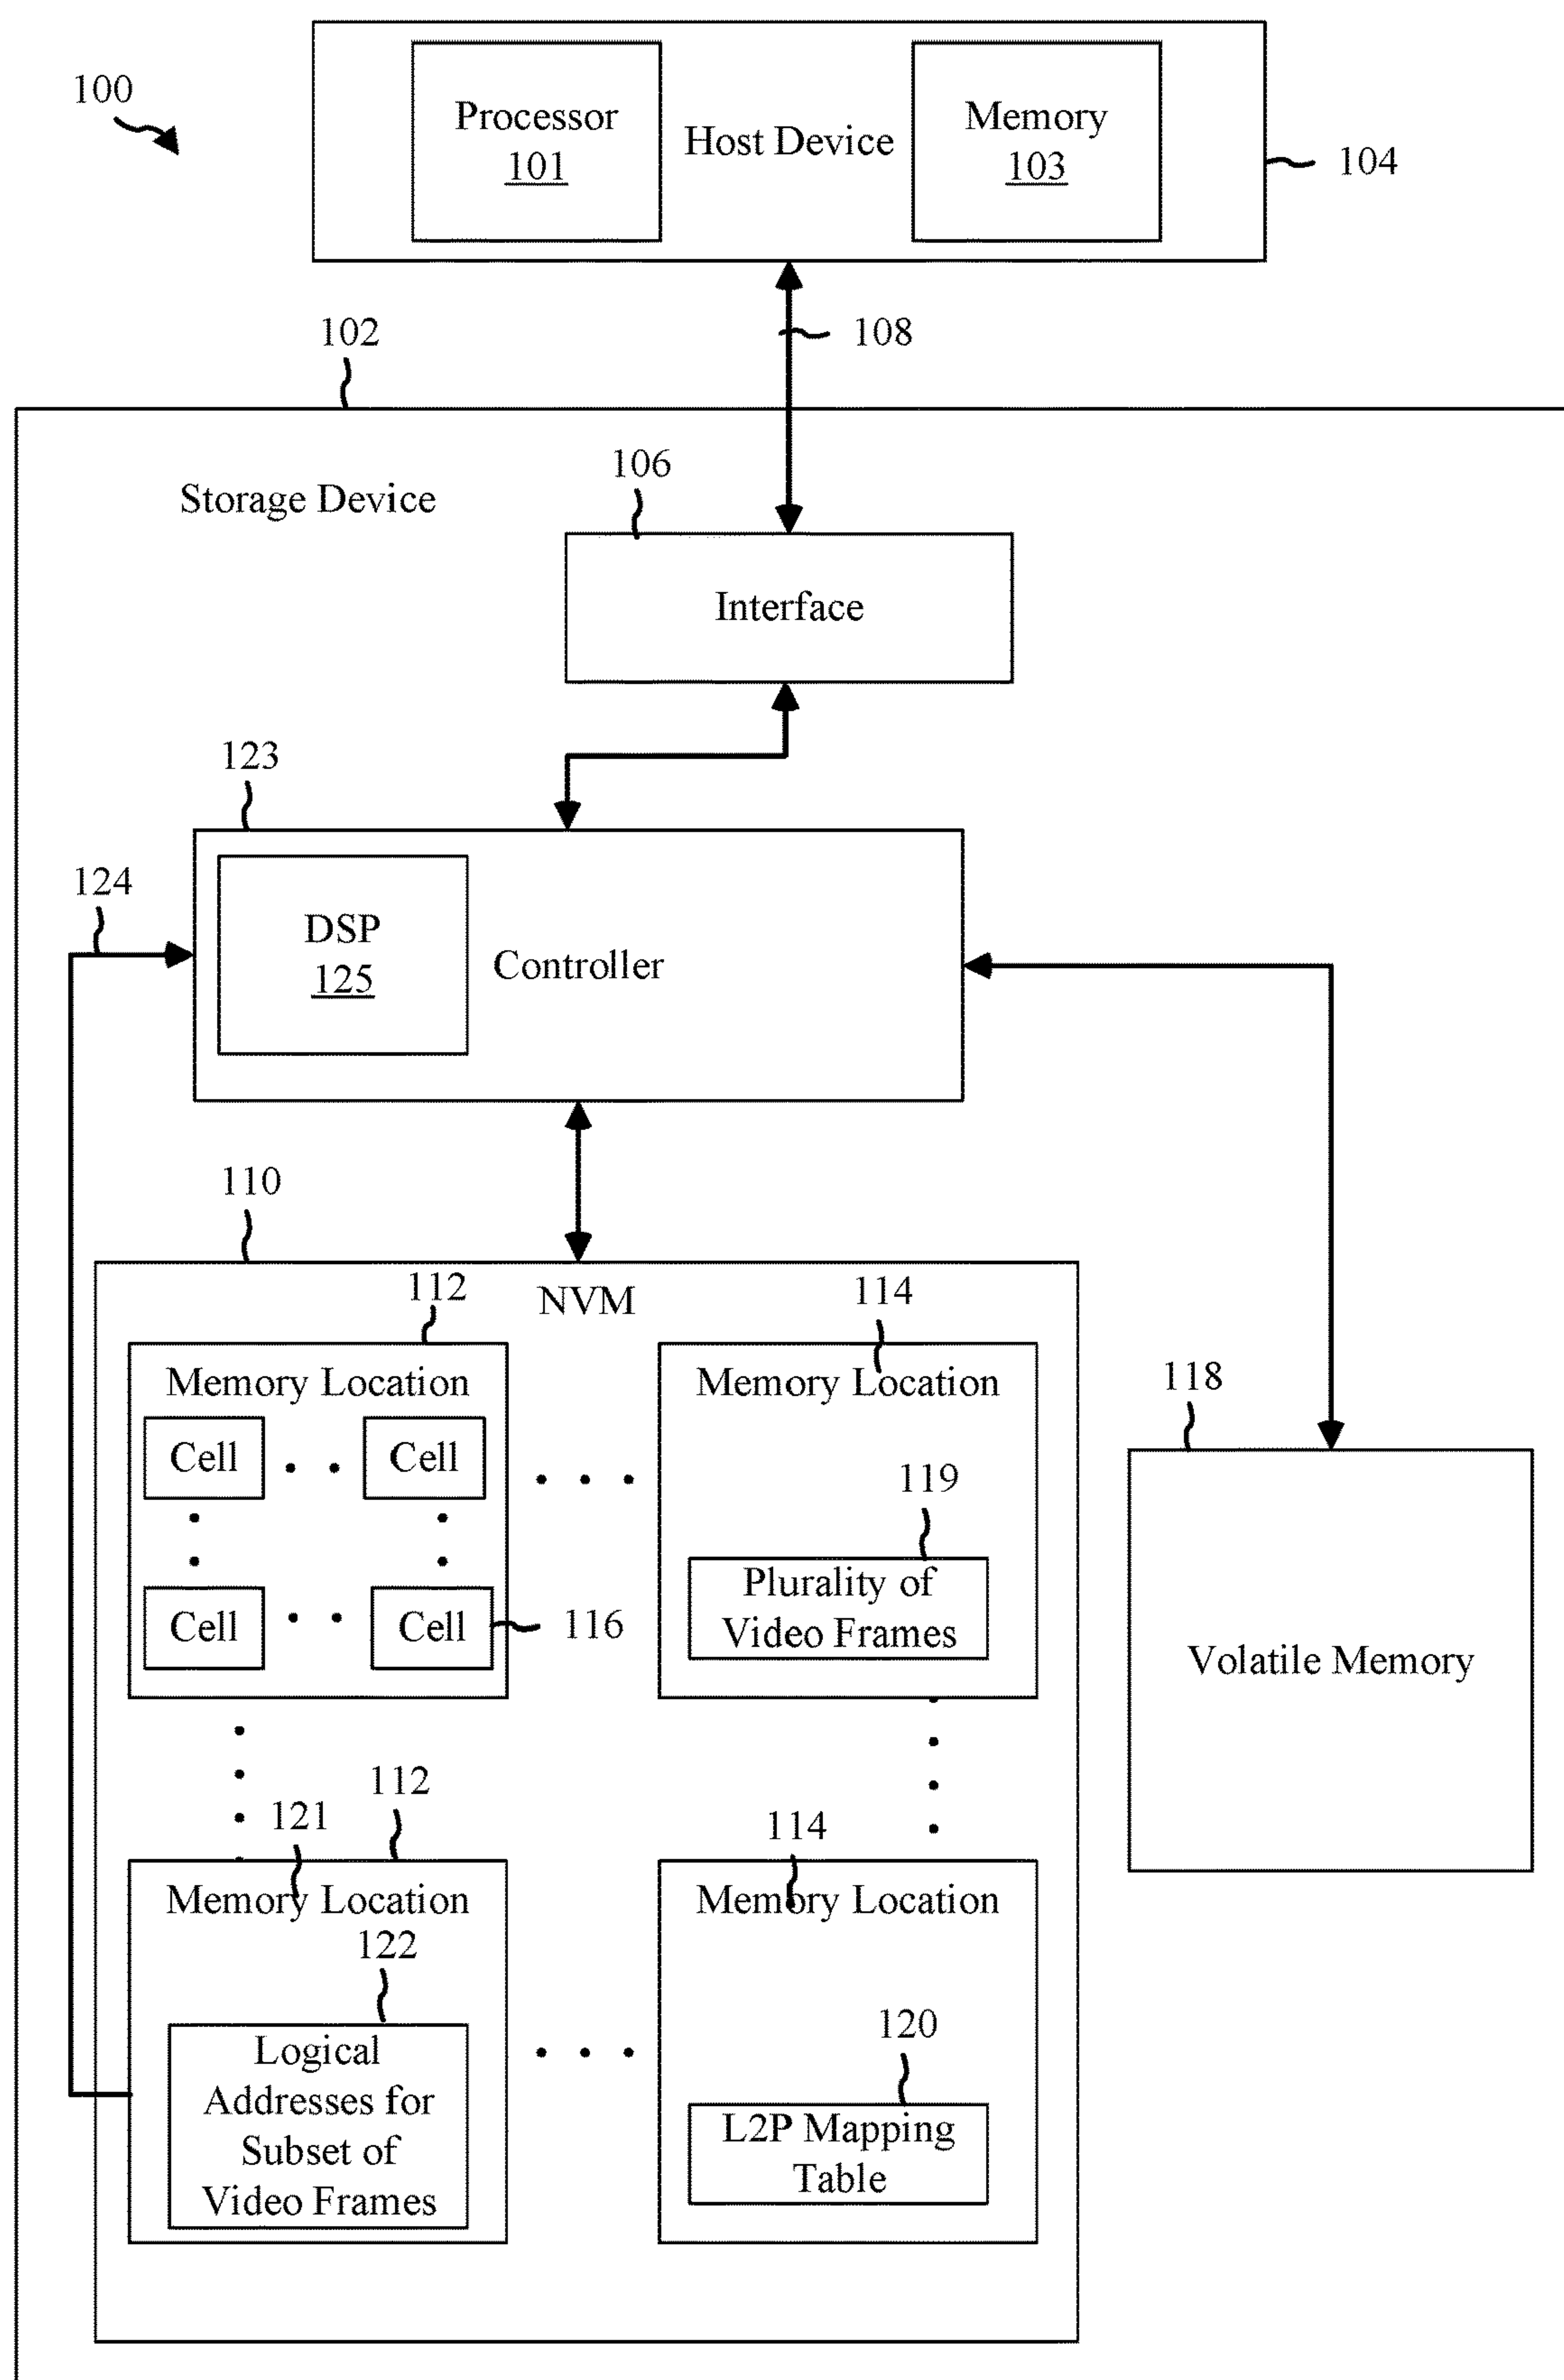 100
Processor
101
Host Device
Memory
103
104
102
108
106
Storage Device
Interface
123
124
DSP
125
Controller
110
NVM
112
114
Memory Location
Memory Location
118
Cell
Cell
119
Plurality of
Video Frames
Cell
Cell
116
Volatile Memory
112
121
114
Memory Location
Memory Location
122
Logical
Addresses for
Subset of
Video Frames
120
L2P Mapping
Table